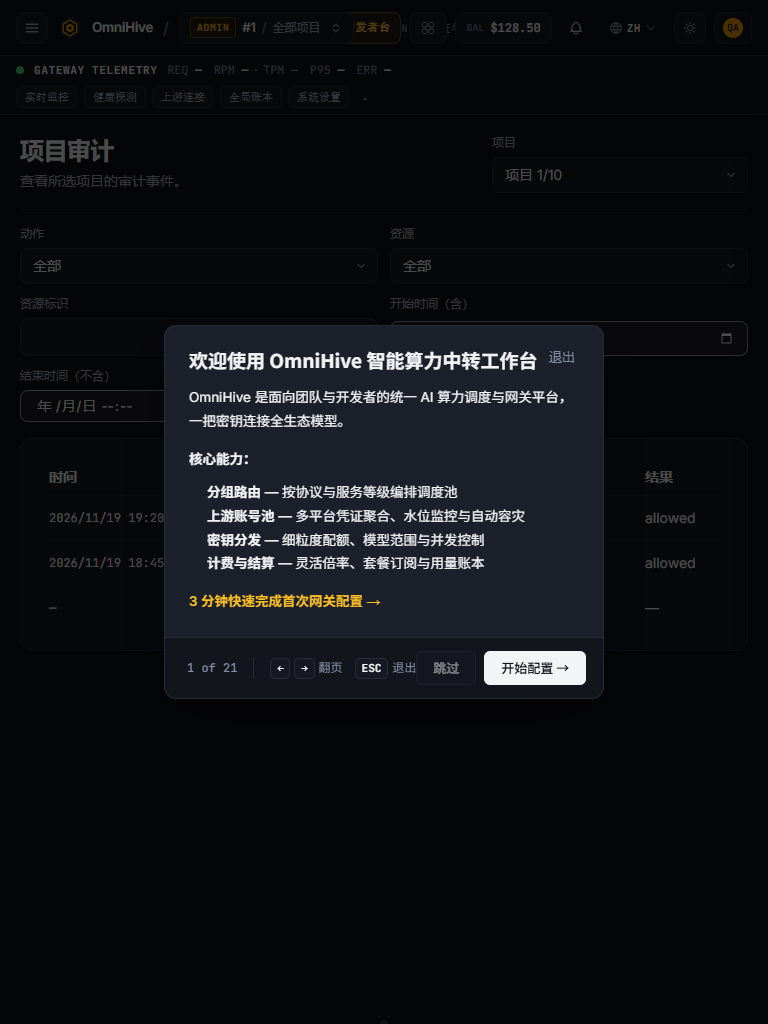 OmniHive / ADMIN #1 / 全部项目 发者台 BAL $128.50 ZH QA
GATEWAY TELEMETRY REQ — RPM — · TPM — P95 — ERR —
实时监控 健康探测 上游连接 全局账本 系统设置
项目审计
查看所选项目的审计事件。
项目
项目 1/10
动作
全部
资源
全部
资源标识
开始时间（含）
结束时间（不含）
年 /月/日 --:--
时间 结果
2026/11/19 19:20 allowed
2026/11/19 18:45 allowed
— —
欢迎使用 OmniHive 智能算力中转工作台 退出
OmniHive 是面向团队与开发者的统一 AI 算力调度与网关平台，
一把密钥连接全生态模型。
核心能力：
分组路由 — 按协议与服务等级编排调度池
上游账号池 — 多平台凭证聚合、水位监控与自动容灾
密钥分发 — 细粒度配额、模型范围与并发控制
计费与结算 — 灵活倍率、套餐订阅与用量账本
3 分钟快速完成首次网关配置 →
1 of 21 ← → 翻页 ESC 退出 跳过 开始配置 →